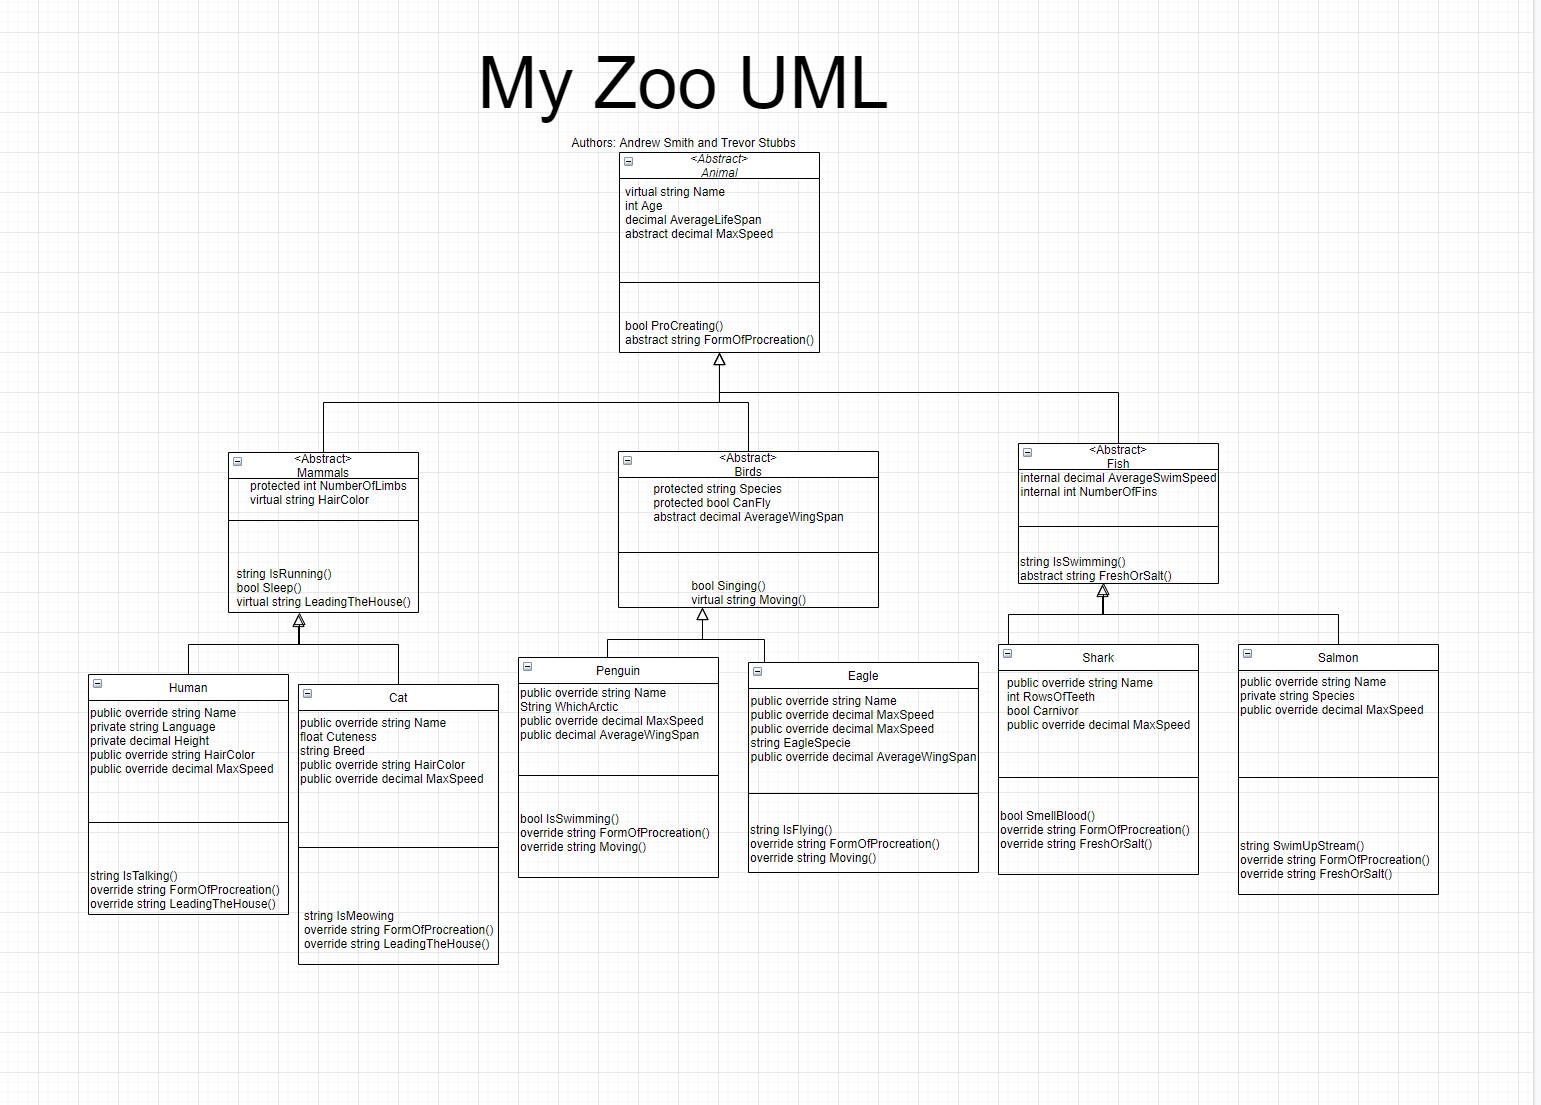 My Zoo UML
Authors: Andrew Smith and Trevor Stubbs
<Abstract>
Animal
virtual string Name
int Age
decimal AverageLifeSpan
abstract decimal MaxSpeed
bool ProCreating()
abstract string FormOfProcreation()
<Abstract>
Mammals
protected int NumberOfLimbs
virtual string HairColor
string IsRunning()
bool Sleep()
virtual string LeadingTheHouse()
<Abstract>
Birds
protected string Species
protected bool CanFly
abstract decimal AverageWingSpan
bool Singing()
virtual string Moving()
<Abstract>
Fish
internal decimal AverageSwimSpeed
internal int NumberOfFins
string IsSwimming()
abstract string FreshOrSalt()
Human
public override string Name
private string Language
private decimal Height
public override string HairColor
public override decimal MaxSpeed
string IsTalking()
override string FormOfProcreation()
override string LeadingTheHouse()
Cat
public override string Name
float Cuteness
string Breed
public override string HairColor
public override decimal MaxSpeed
string IsMeowing
override string FormOfProcreation()
override string LeadingTheHouse()
Penguin
public override string Name
String WhichArctic
public override decimal MaxSpeed
public decimal AverageWingSpan
bool IsSwimming()
override string FormOfProcreation()
override string Moving()
Eagle
public override string Name
public override decimal MaxSpeed
public override decimal MaxSpeed
string EagleSpecie
public override decimal AverageWingSpan
string IsFlying()
override string FormOfProcreation()
override string Moving()
Shark
public override string Name
int RowsOfTeeth
bool Carnivor
public override decimal MaxSpeed
bool SmellBlood()
override string FormOfProcreation()
override string FreshOrSalt()
Salmon
public override string Name
private string Species
public override decimal MaxSpeed
string SwimUpStream()
override string FormOfProcreation()
override string FreshOrSalt()